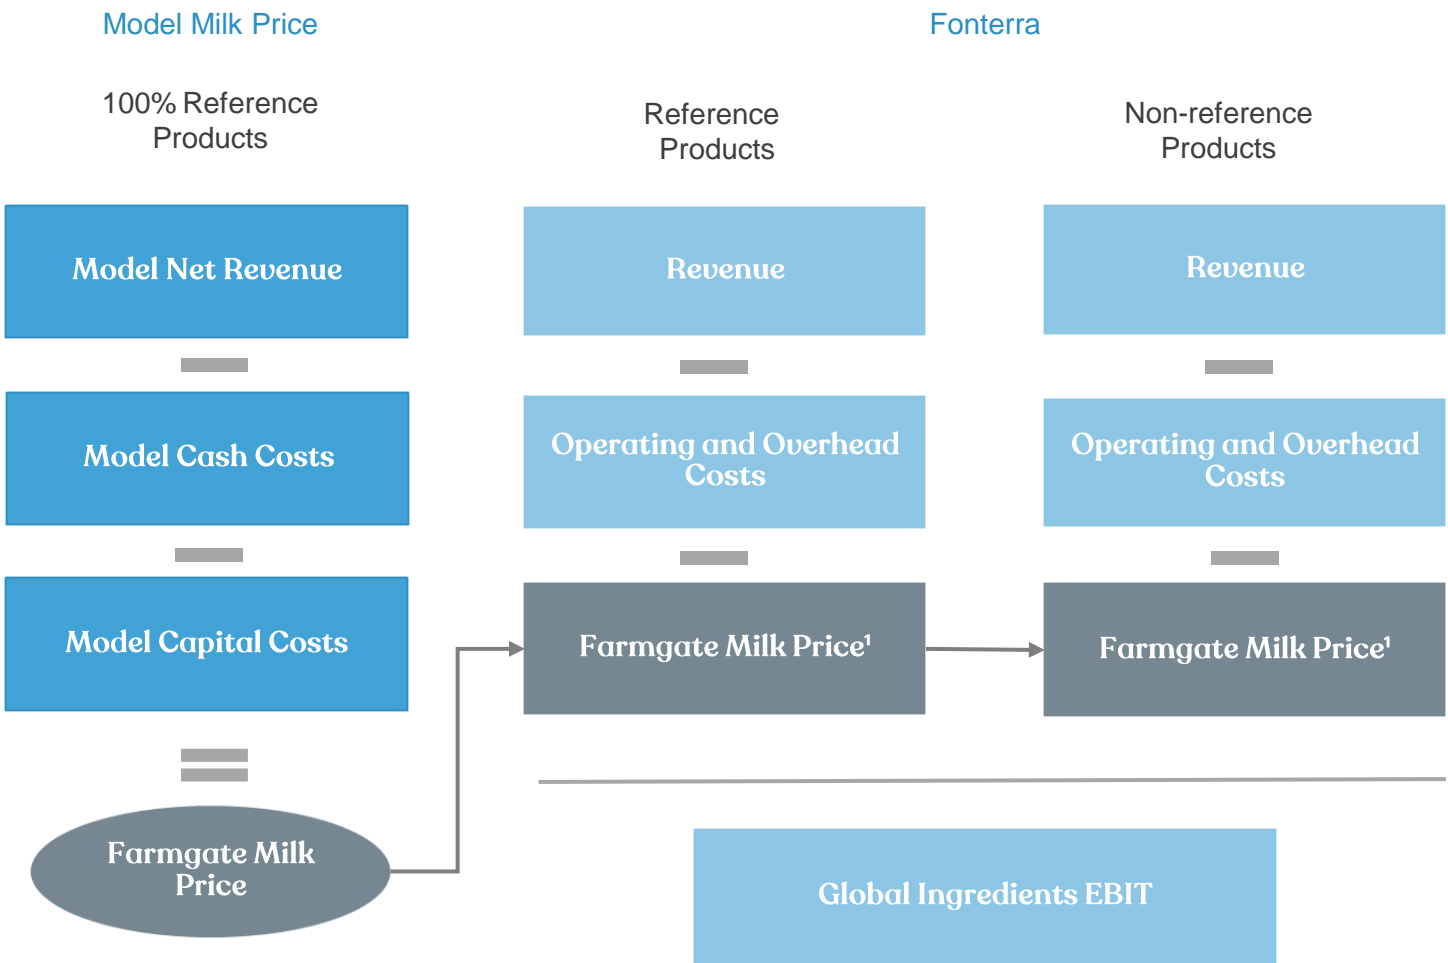 Model Milk Price
Fonterra
100% Reference
Products
Reference
Products
Non-reference
Products
Model Net Revenue
Revenue
Revenue
Model Cash Costs
Operating and Overhead
Costs
Operating and Overhead
Costs
Model Capital Costs
Farmgate Milk Price¹
Farmgate Milk Price¹
Farmgate Milk
Price
Global Ingredients EBIT